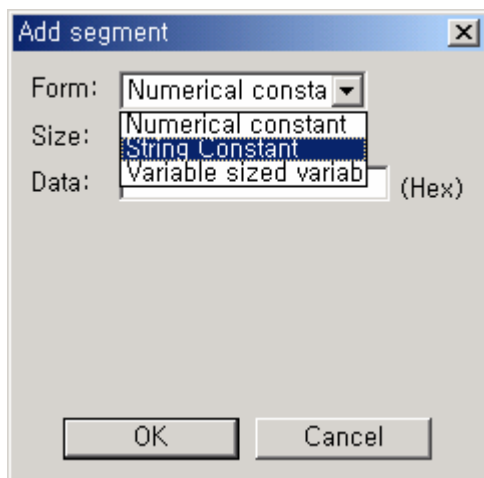 Add segment
Form: Numerical consta
Numerical constant
Size: String Constant
Data: Variable sized variab (Hex)
OK Cancel